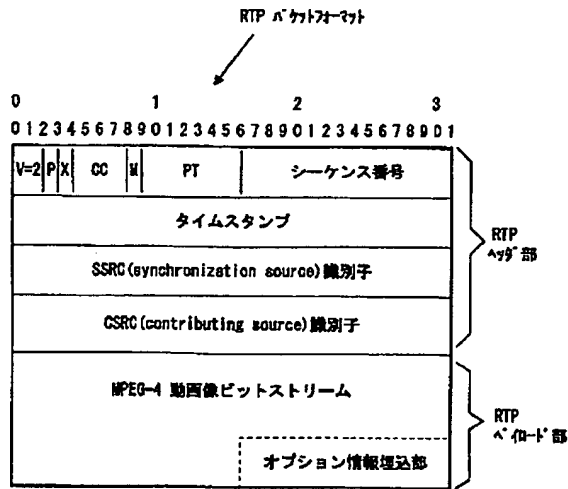 RTP パケットフォーマット
0 1 2 3
0 1 2 3 4 5 6 7 8 9 0 1 2 3 4 5 6 7 8 9 0 1 2 3 4 5 6 7 8 9 0 1
V=2 P X CC M PT シーケンス番号
タイムスタンプ
SSRC(synchronization source)識別子
CSRC(contributing source)識別子
RTP
ヘッダ部
MPEG-4 動画像ビットストリーム
オプション情報埋込部
RTP
ペイロード部